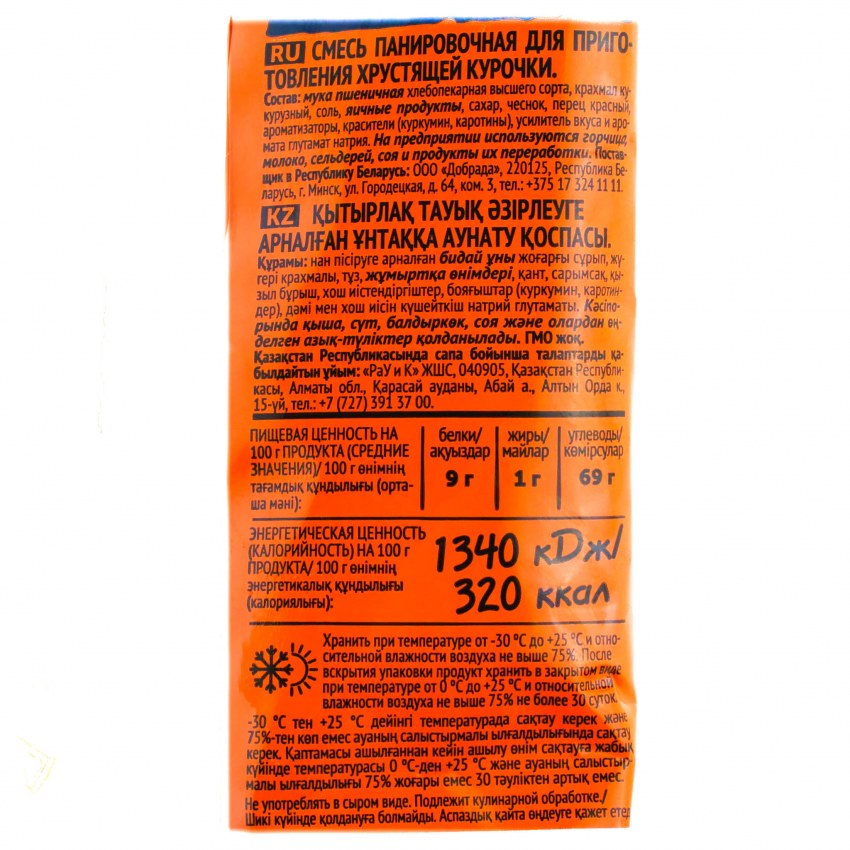 RU СМЕСЬ ПАНИРОВОЧНАЯ ДЛЯ ПРИГО-
ТОВЛЕНИЯ ХРУСТЯЩЕЙ КУРОЧКИ.
Состав: мука пшеничная хлебопекарная высшего сорта, крахмал ку-
курузный, соль, яичные продукты, сахар, чеснок, перец красный,
ароматизаторы, красители (куркумин, каротины), усилитель вкуса и аро-
мата глутамат натрия. На предприятии используются горчица,
молоко, сельдерей, соя и продукты их переработки. Постав-
щик в Республику Беларусь: ООО «Добрада», 220125, Республика Бе-
ларусь, г. Минск, ул. Городецкая, д. 64, ком. 3, тел.: +375 17 324 11 11.
KZ ҚЫТЫРЛАҚ ТАУЫҚ ӘЗІРЛЕУГЕ
АРНАЛҒАН ҰНТАҚҚА АУНАТУ ҚОСПАСЫ.
Құрамы: нан пісіруге арналған бидай ұны жоғарғы сұрып, жү-
гері крахмалы, тұз, жұмыртқа өнімдері, қант, сарымсақ, қы-
зыл бұрыш, хош иістендіргіштер, бояғыштар (куркумин, каротин-
дер), дәмі мен хош иісін күшейткіш натрий глутаматы. Кәсіпо-
рында қыша, сүт, балдыркөк, соя және олардан өң-
делген азық-түліктер қолданылады. ГМО жоқ.
Қазақстан Республикасында сапа бойынша талаптарды қа-
былдайтын ұйым: «РаУ и К» ЖШС, 040905, Қазақстан Респуб-
касы, Алматы обл., Қарасай ауданы, Абай а., Алтын Орда к.,
15-үй, тел.: +7 (727) 391 37 00.
ПИЩЕВАЯ ЦЕННОСТЬ НА белки/ жиры/ углеводы/
100 г ПРОДУКТА (СРЕДНИЕ ақуыздар майлар көмірсулар
ЗНАЧЕНИЯ)/ 100 г өнімнің 9 г 1 г 69 г
тағамдық құндылығы (орта-
ша мәні):
ЭНЕРГЕТИЧЕСКАЯ ЦЕННОСТЬ
(КАЛОРИЙНОСТЬ) НА 100 г 1340 кДж/
ПРОДУКТА/ 100 г өнімнің
энергетикалық құндылығы 320 ккал
(калориялығы):
Хранить при температуре от -30 °С до +25 °С и отно-
сительной влажности воздуха не выше 75%. После
вскрытия упаковки продукт хранить в закрытом виде
при температуре от 0 °С до +25 °С и относительной
влажности воздуха не выше 75% не более 30 суток.
-30 °С тен +25 °С дейінгі температурада сақтау керек және
75%-тен көп емес ауаның салыстырмалы ылғалдылығында сақтау
керек. Қаптамасы ашылғаннан кейін ашылу өнім сақтауға жабық
күйінде температурасы 0 °С-ден +25 °С және ауаның салыстыр-
малы ылғалдылығы 75% жоғары емес 30 тәуліктен артық емес.
Не употреблять в сыром виде. Подлежит кулинарной обработке./
Шикі күйінде қолдануға болмайды. Аспаздық қайта өңдеуге қажет етед